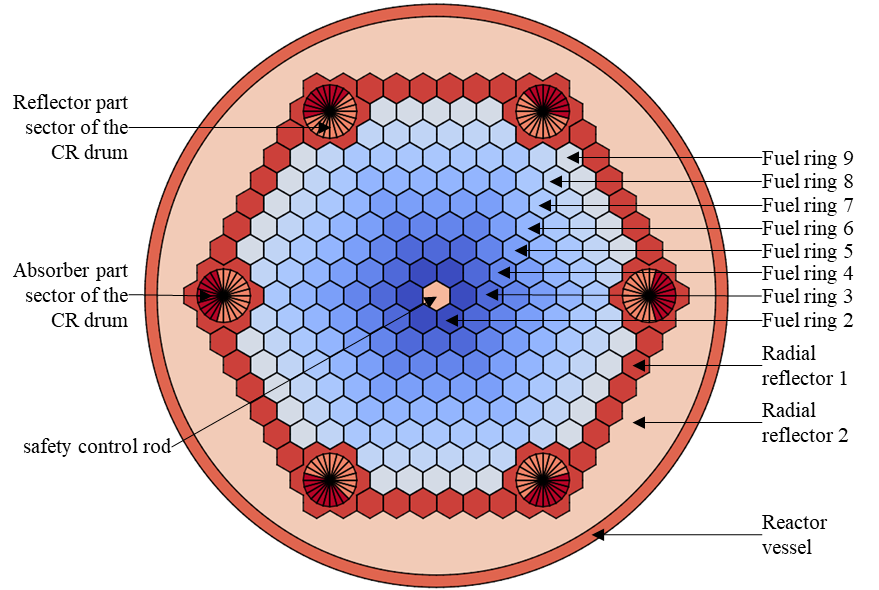 Reflector part
sector of the
CR drum
Absorber part
sector of the
CR drum
safety control rod
Fuel ring 9
Fuel ring 8
Fuel ring 7
Fuel ring 6
Fuel ring 5
Fuel ring 4
Fuel ring 3
Fuel ring 2
Radial
reflector 1
Radial
reflector 2
Reactor
vessel